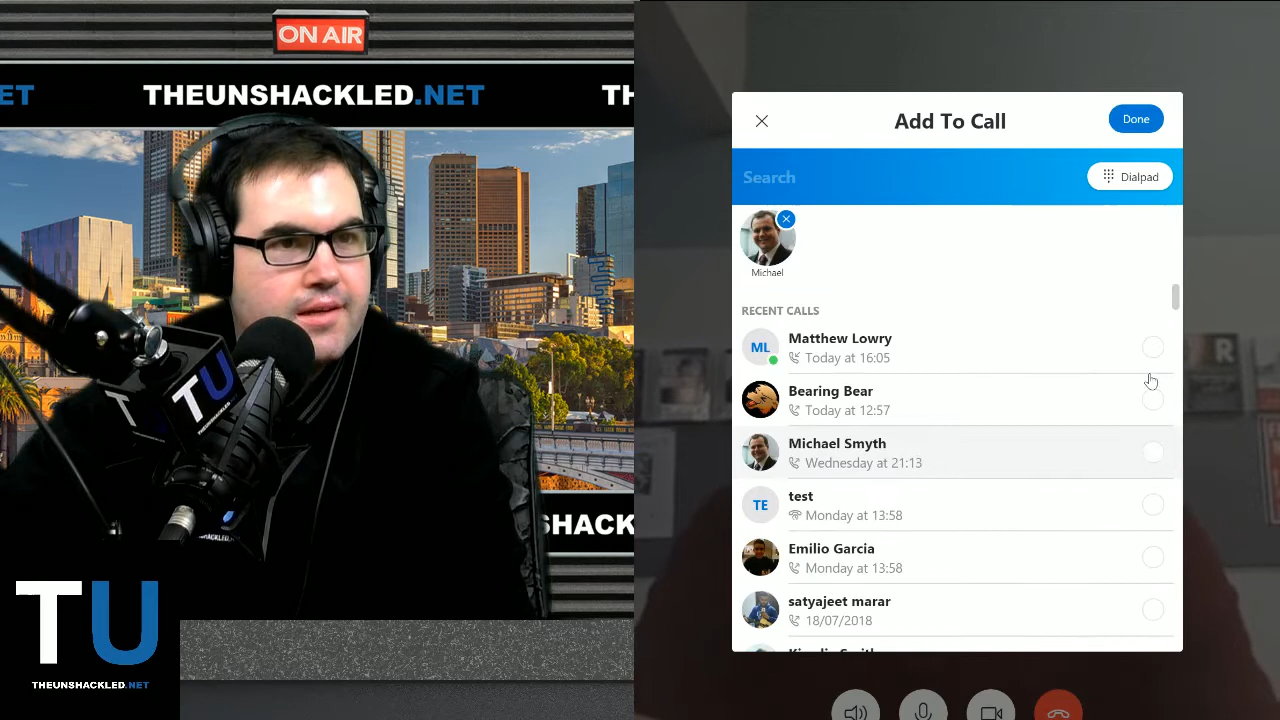 ON AIR
ET
THEUNSHACKLED.NET
TH
TU
SHACK
TU
THEUNSHACKLED.NET
Add To Call
Done
Search
Dialpad
Michael
RECENT CALLS
ML
Matthew Lowry
Today at 16:05
Bearing Bear
Today at 12:57
Michael Smyth
Wednesday at 21:13
TE
test
Monday at 13:58
Emilio Garcia
Monday at 13:58
satyajeet marar
18/07/2018
R